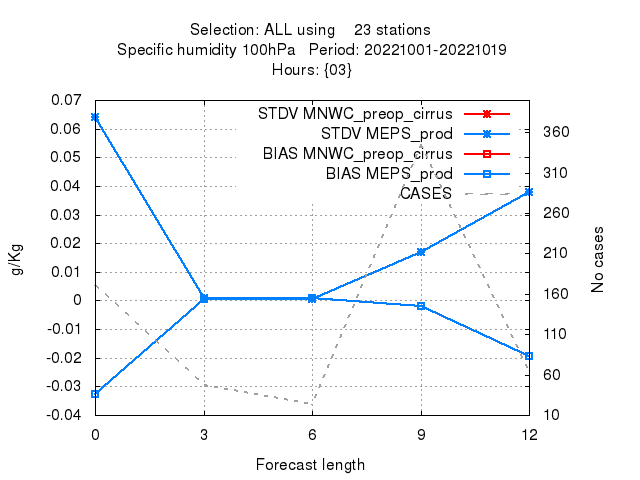 Selection: ALL using 23 stations
Specific humidity 100hPa Period: 20221001-20221019
Hours: {03}
STDV MNWC_preop_cirrus
STDV MEPS_prod
BIAS MNWC_preop_cirrus
BIAS MEPS_prod
CASES
0.07
0.06
0.05
0.04
0.03
0.02
0.01
0
-0.01
-0.02
-0.03
-0.04
g/Kg
360
310
260
210
160
110
60
10
No cases
0 3 6 9 12
Forecast length